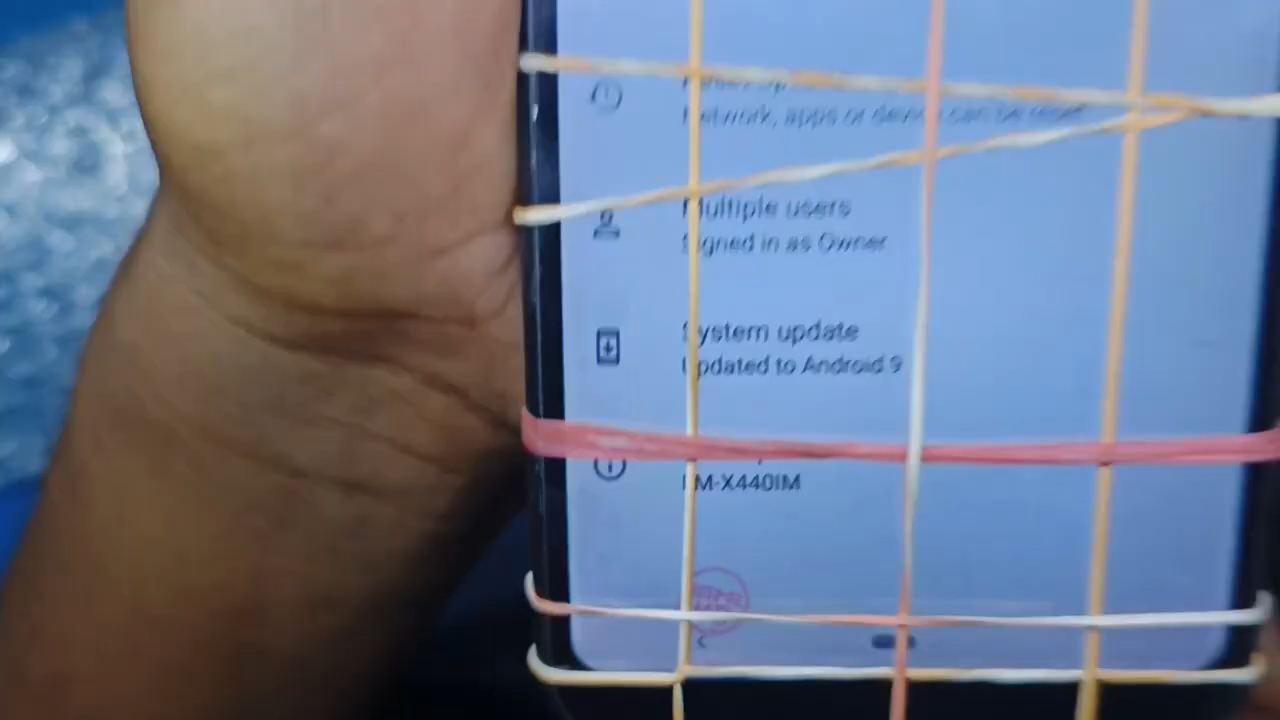 Network, apps or device can be reset
Multiple users
Signed in as Owner
System update
Updated to Android 9
LM-X440IM